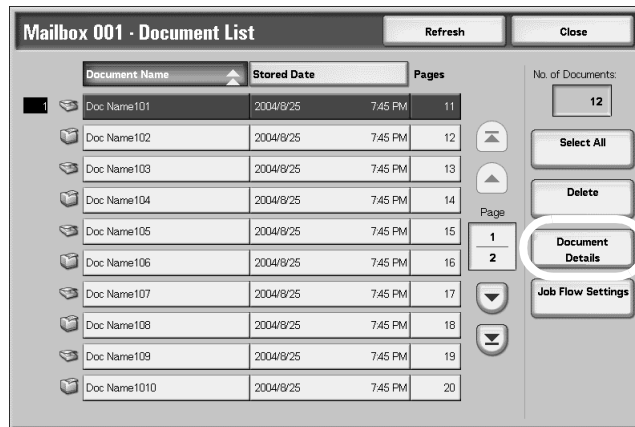 Mailbox 001 - Document List Refresh Close
Document Name Stored Date Pages No. of Documents:
12
1 Doc Name101 2004/8/25 7:45 PM 11
Doc Name102 2004/8/25 7:45 PM 12 Select All
Doc Name103 2004/8/25 7:45 PM 13
Doc Name104 2004/8/25 7:45 PM 14 Delete
Page
Doc Name105 2004/8/25 7:45 PM 15 1 Document
Doc Name106 2004/8/25 7:45 PM 16 2 Details
Doc Name107 2004/8/25 7:45 PM 17 Job Flow Settings
Doc Name108 2004/8/25 7:45 PM 18
Doc Name109 2004/8/25 7:45 PM 19
Doc Name1010 2004/8/25 7:45 PM 20